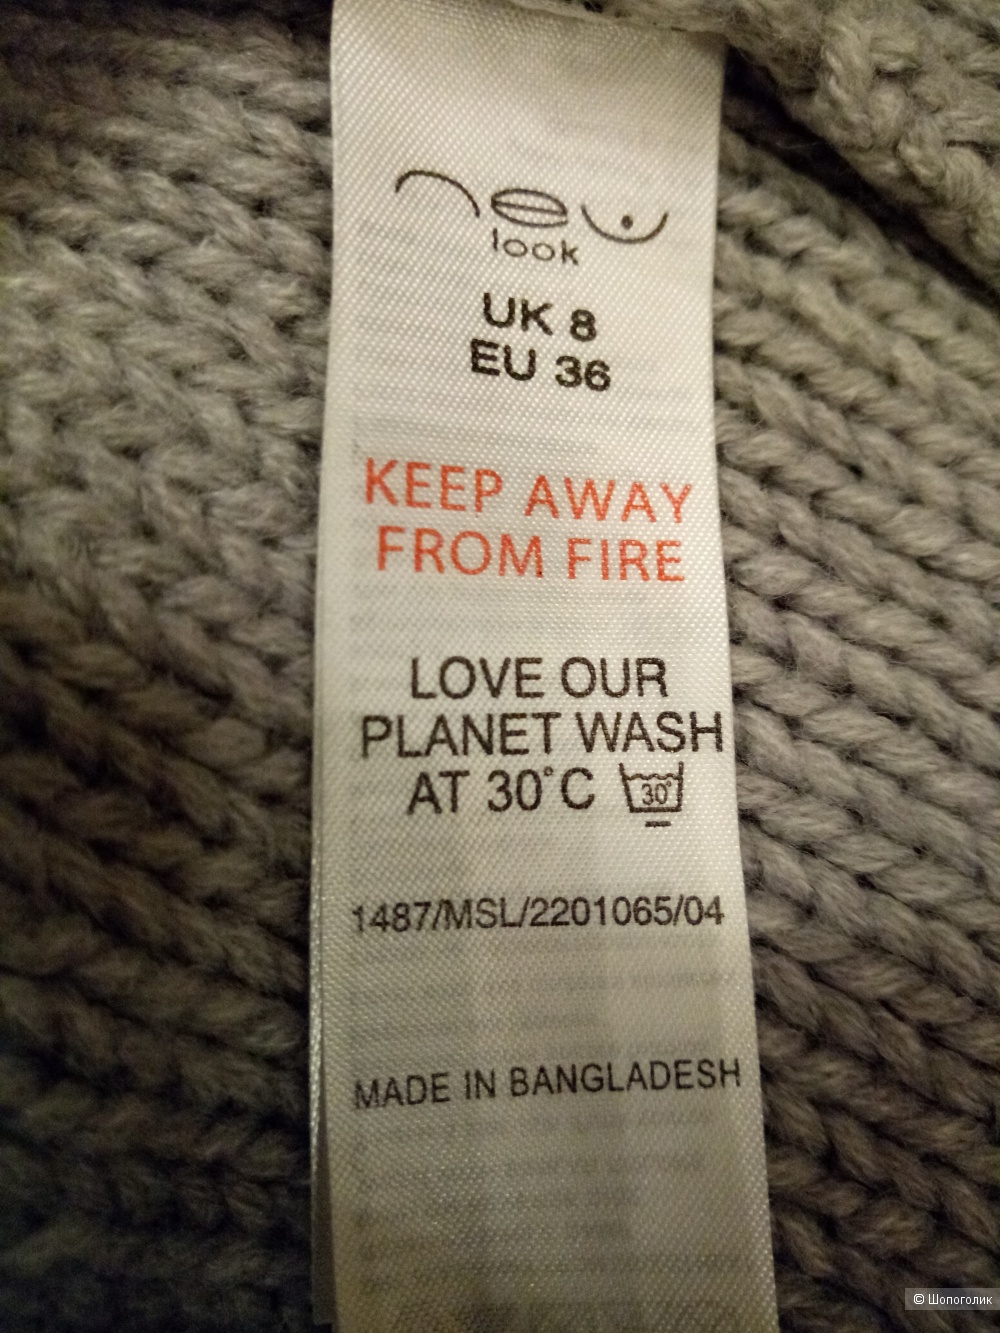 new
look
UK 8
EU 36
KEEP AWAY
FROM FIRE
LOVE OUR
PLANET WASH
AT 30°C 30°
1487/MSL/2201065/04
MADE IN BANGLADESH
© Шопоголик